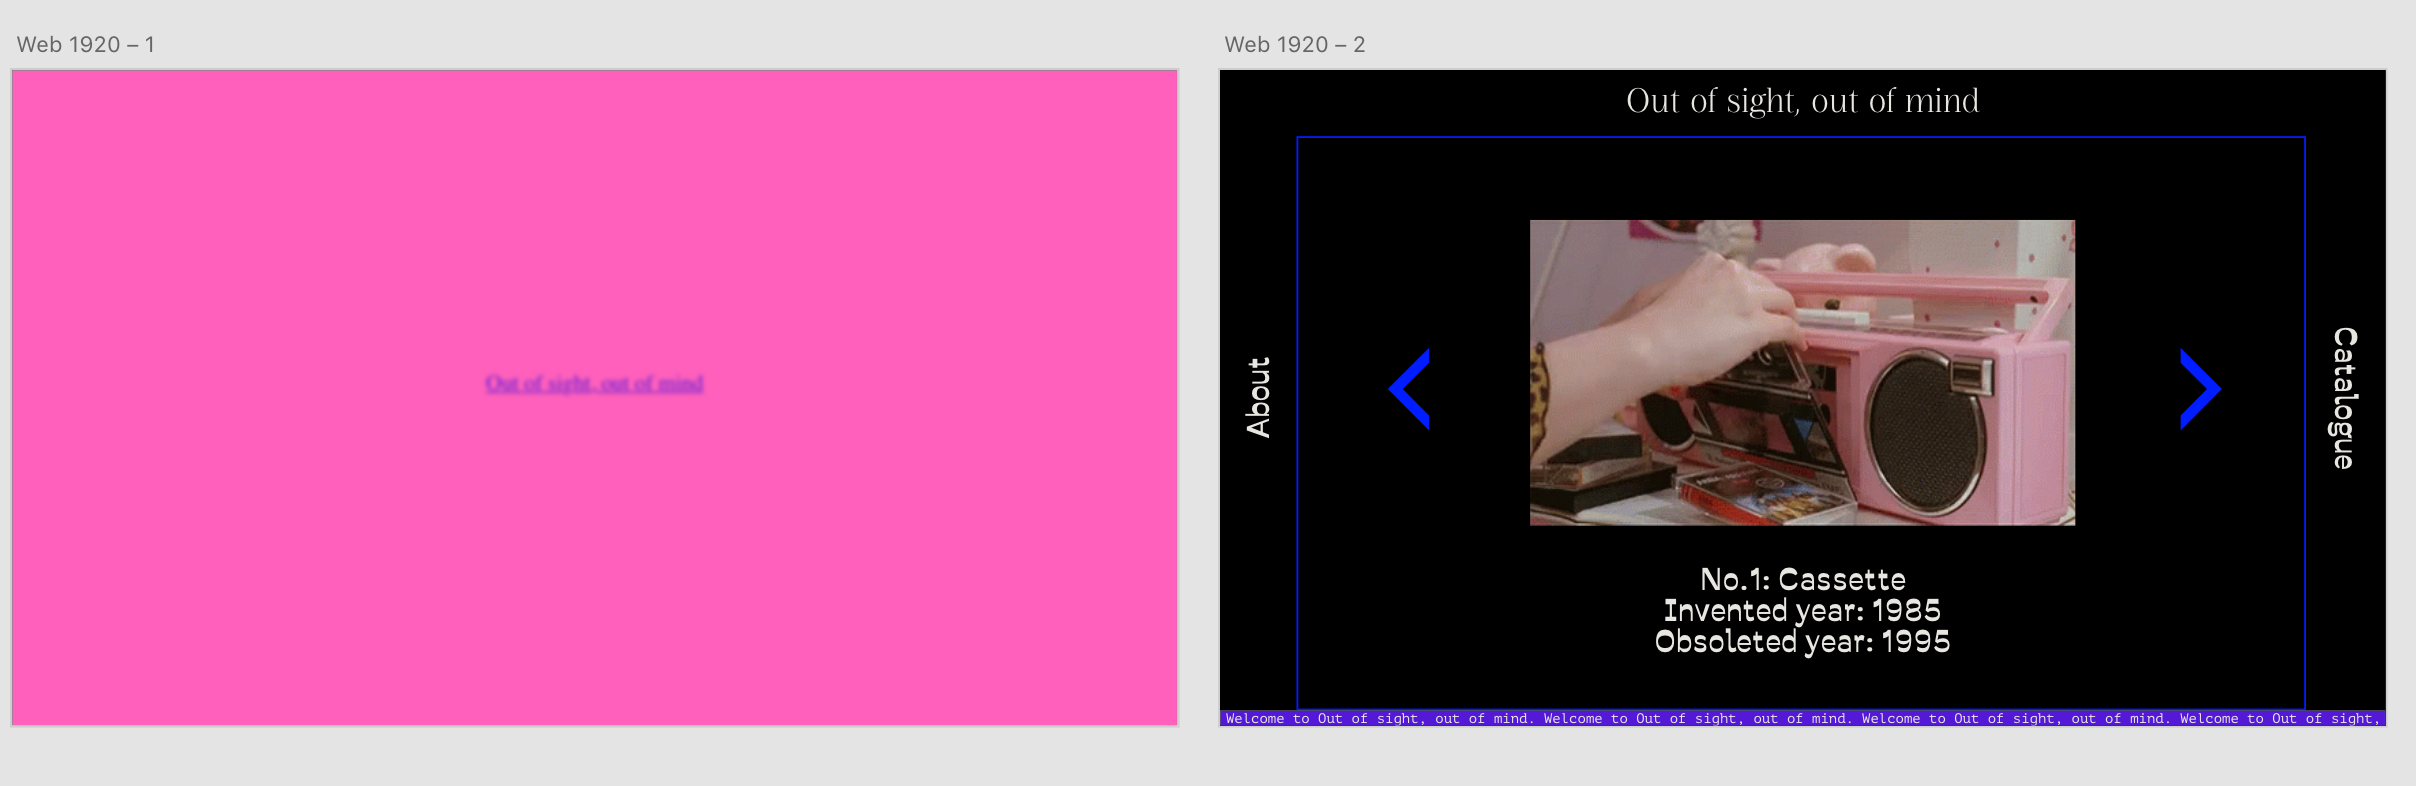 Web 1920 – 1
Out of sight, out of mind
Web 1920 – 2
Out of sight, out of mind
About
Catalogue
No.1: Cassette
Invented year: 1985
Obsoleted year: 1995
Welcome to Out of sight, out of mind. Welcome to Out of sight, out of mind. Welcome to Out of sight, out of mind. Welcome to Out of sight,